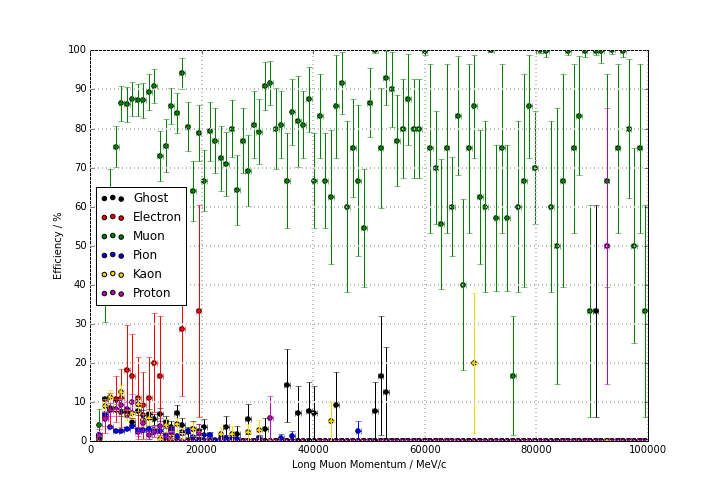 100
90
80
70
60
50
40
30
20
10
0
Efficiency / %
Ghost
Electron
Muon
Pion
Kaon
Proton
0 20000 40000 60000 80000 100000
Long Muon Momentum / MeV/c